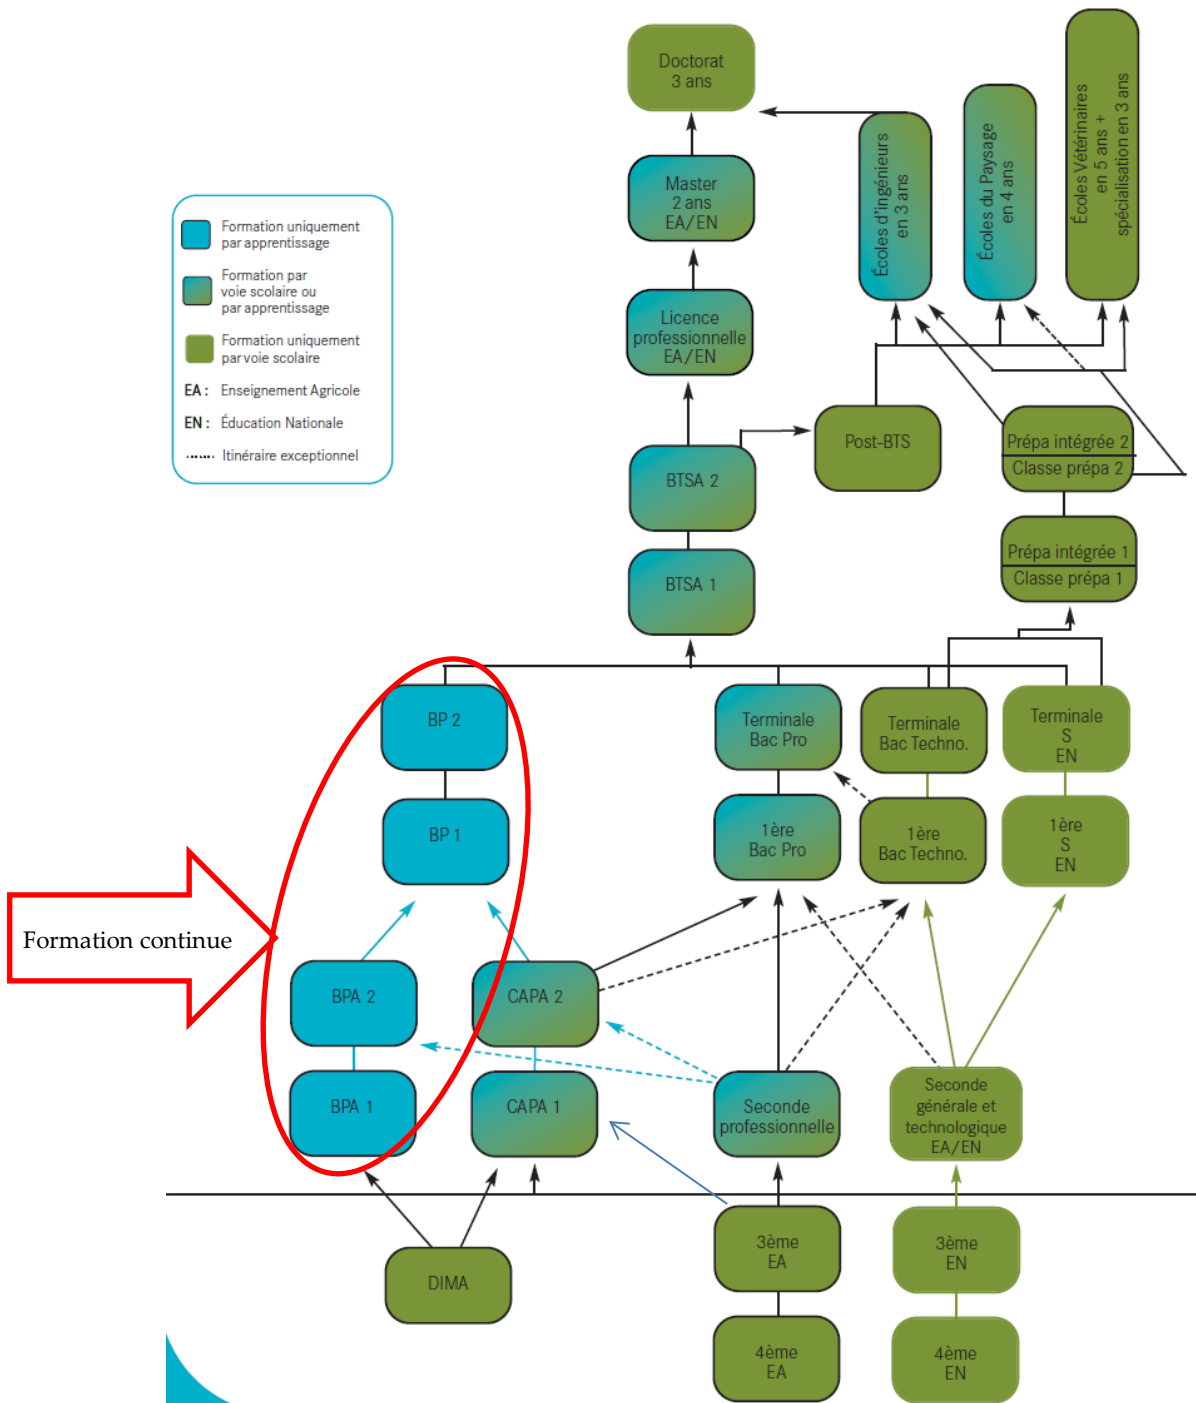 Doctorat
3 ans
Écoles d'ingénieurs
en 3 ans
Écoles du Paysage
en 4 ans
Écoles Vétérinaires
en 5 ans +
spécialisation en 3 ans
Master
2 ans
EA/EN
Formation uniquement
par apprentissage
Formation par
voie scolaire ou
par apprentissage
Formation uniquement
par voie scolaire
EA : Enseignement Agricole
EN : Éducation Nationale
Itinéraire exceptionnel
Licence
professionnelle
EA/EN
Post-BTS
Prépa intégrée 2
Classe prépa 2
BTSA 2
Prépa intégrée 1
Classe prépa 1
BTSA 1
BP 2
Terminale
Bac Pro
Terminale
Bac Techno.
Terminale
S
EN
BP 1
1ère
Bac Pro
1ère
Bac Techno.
1ère
S
EN
Formation continue
BPA 2
CAPA 2
BPA 1
CAPA 1
Seconde
professionnelle
Seconde
générale et
technologique
EA/EN
DIMA
3ème
EA
3ème
EN
4ème
EA
4ème
EN